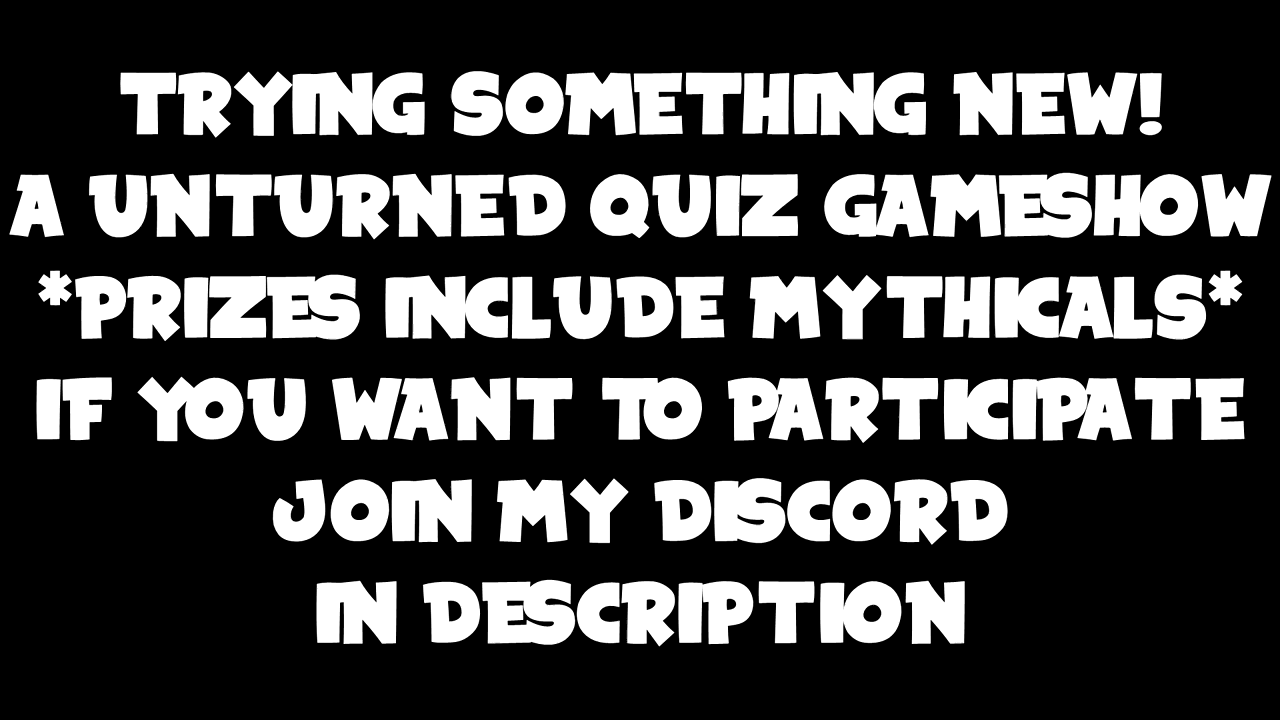 TRYING SOMETHING NEW!
A UNTURNED QUIZ GAMESHOW
*PRIZES INCLUDE MYTHICALS*
IF YOU WANT TO PARTICIPATE
JOIN MY DISCORD
IN DESCRIPTION